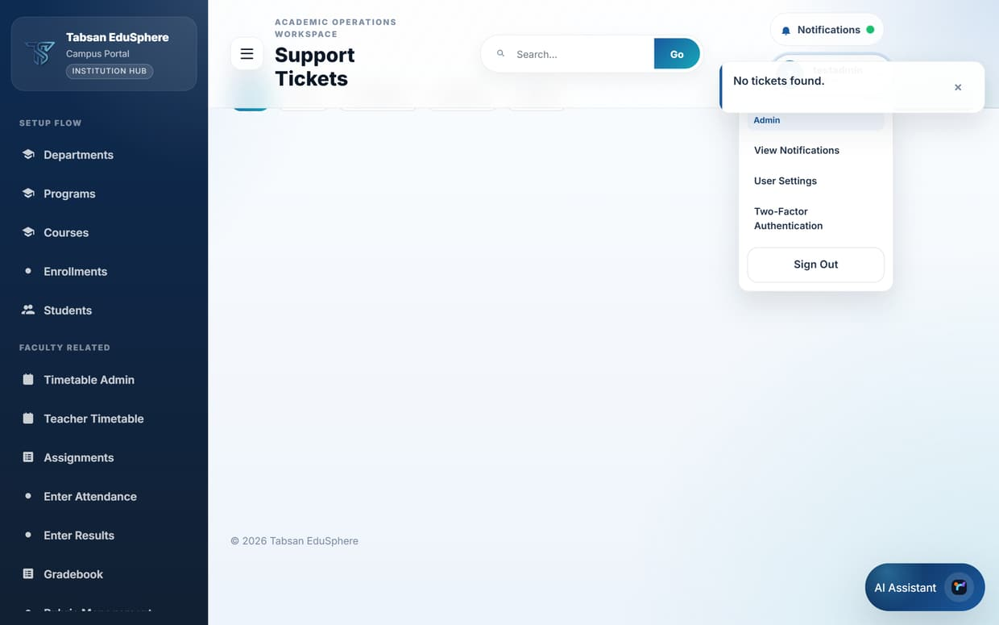 Tabsan EduSphere
Campus Portal
INSTITUTION HUB
SETUP FLOW
Departments
Programs
Courses
Enrollments
Students
FACULTY RELATED
Timetable Admin
Teacher Timetable
Assignments
Enter Attendance
Enter Results
Gradebook
ACADEMIC OPERATIONS
WORKSPACE
Support
Tickets
Search...
Go
Notifications
No tickets found.
Admin
View Notifications
User Settings
Two-Factor
Authentication
Sign Out
© 2026 Tabsan EduSphere
AI Assistant